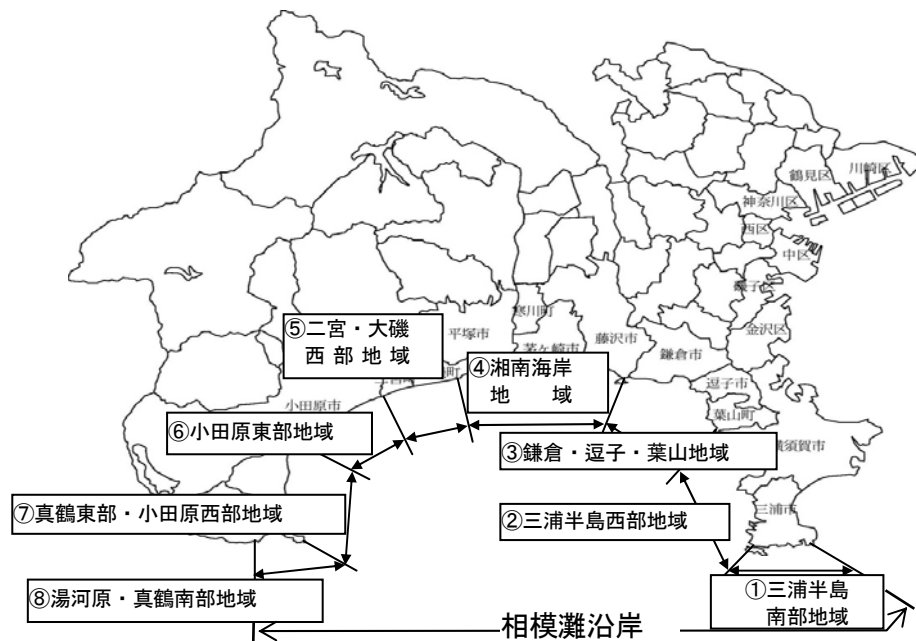 川崎区
鶴見区
神奈川区
西区
中区
金沢区
寒川町
⑤二宮・大磯
西部地域
平塚市
茅ヶ崎市
藤沢市
鎌倉市
④湘南海岸
地　域
逗子市
葉山町
小田原市
⑥小田原東部地域
③鎌倉・逗子・葉山地域
横須賀市
⑦真鶴東部・小田原西部地域
②三浦半島西部地域
三浦市
⑧湯河原・真鶴南部地域
①三浦半島
南部地域
相模灘沿岸